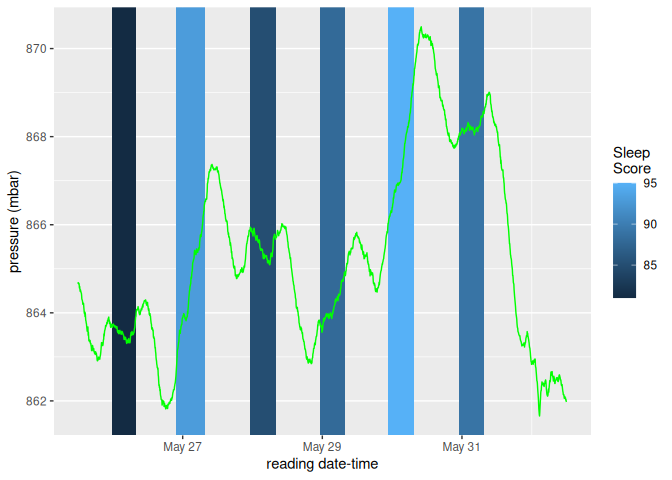 870
868
866
864
862
pressure (mbar)
May 27
May 29
May 31
reading date-time
Sleep
Score
95
90
85